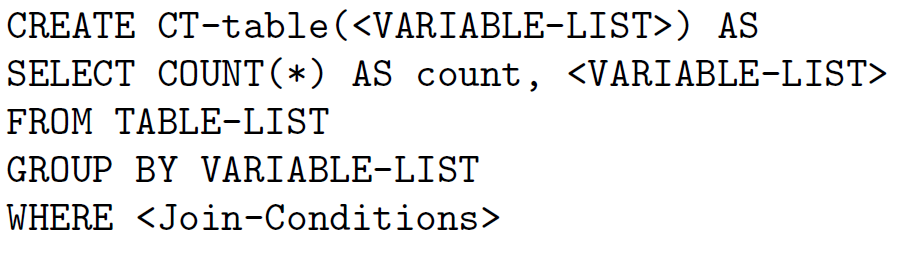 CREATE CT-table(<VARIABLE-LIST>) AS
SELECT COUNT(*) AS count, <VARIABLE-LIST>
FROM TABLE-LIST
GROUP BY VARIABLE-LIST
WHERE <Join-Conditions>